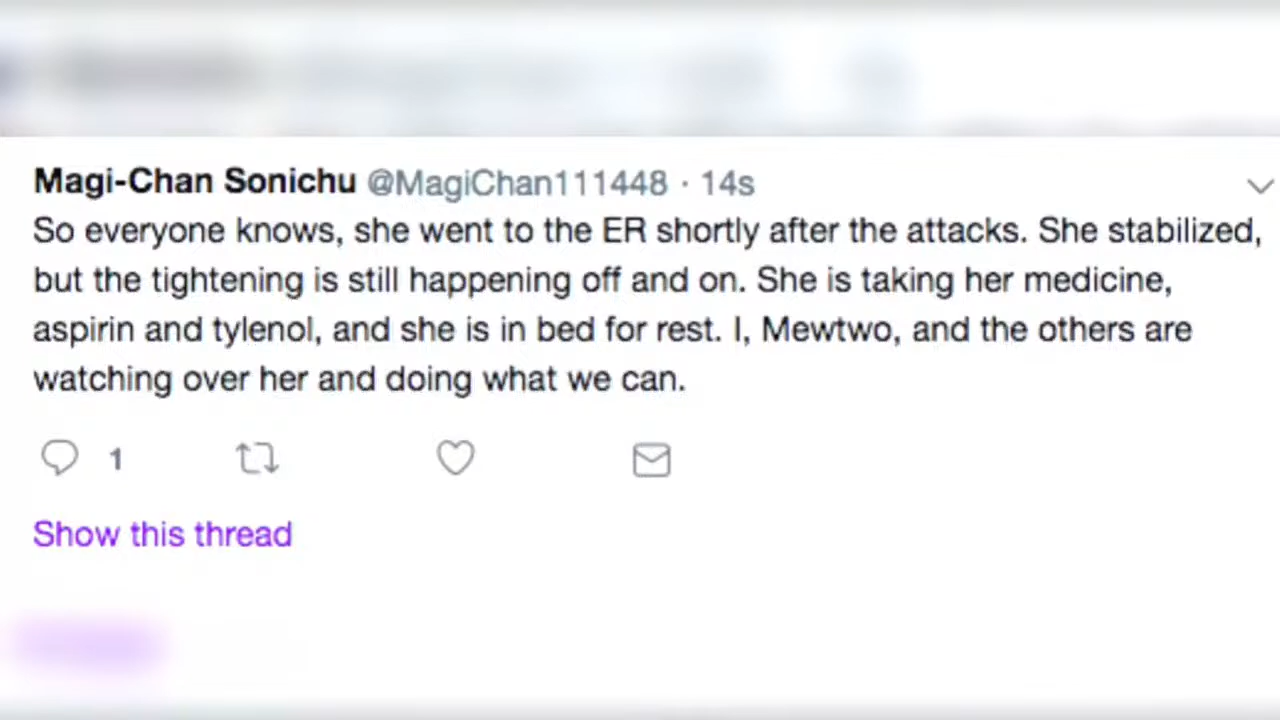 Magi-Chan Sonichu @MagiChan111448 · 14s
So everyone knows, she went to the ER shortly after the attacks. She stabilized,
but the tightening is still happening off and on. She is taking her medicine,
aspirin and tylenol, and she is in bed for rest. I, Mewtwo, and the others are
watching over her and doing what we can.
1
Show this thread